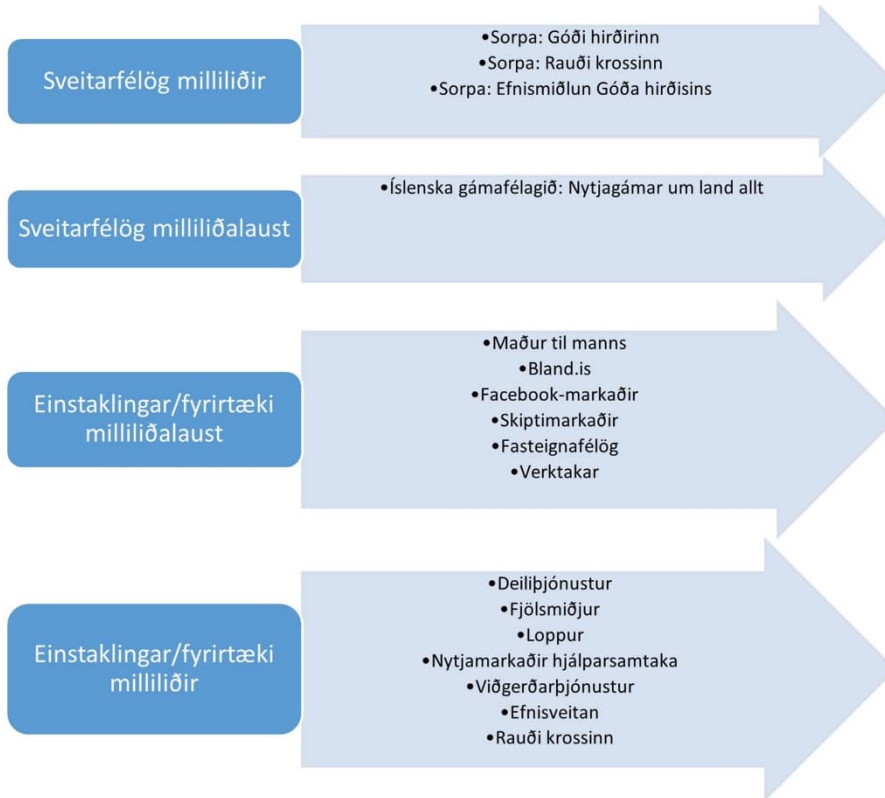 Sveitarfélög milliliðir
•Sorpa: Góði hirðirinn
•Sorpa: Rauði krossinn
•Sorpa: Efnismiðlun Góða hirðisins
Sveitarfélög milliliðalaust
•Íslenska gámafélagið: Nytjagámar um land allt
Einstaklingar/fyrirtæki
milliliðalaust
•Maður til manns
•Bland.is
•Facebook-markaðir
•Skiptimarkaðir
•Fasteignafélög
•Verktakar
Einstaklingar/fyrirtæki
milliliðir
•Deiliþjónustur
•Fjölsmiðjur
•Loppur
•Nytjamarkaðir hjálparsamtaka
•Viðgerðarþjónustur
•Efnisveitan
•Rauði krossinn